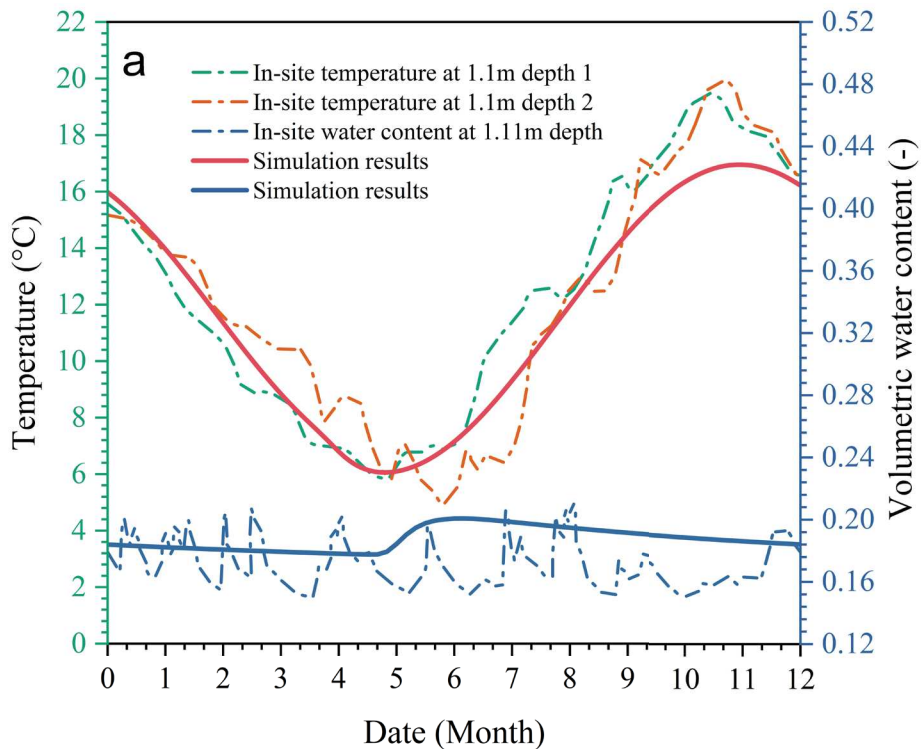 a
In-site temperature at 1.1m depth 1
In-site temperature at 1.1m depth 2
In-site water content at 1.11m depth
Simulation results
Simulation results
Temperature (°C)
22
20
18
16
14
12
10
8
6
4
2
0
Volumetric water content (-)
0.52
0.48
0.44
0.40
0.36
0.32
0.28
0.24
0.20
0.16
0.12
0 1 2 3 4 5 6 7 8 9 10 11 12
Date (Month)